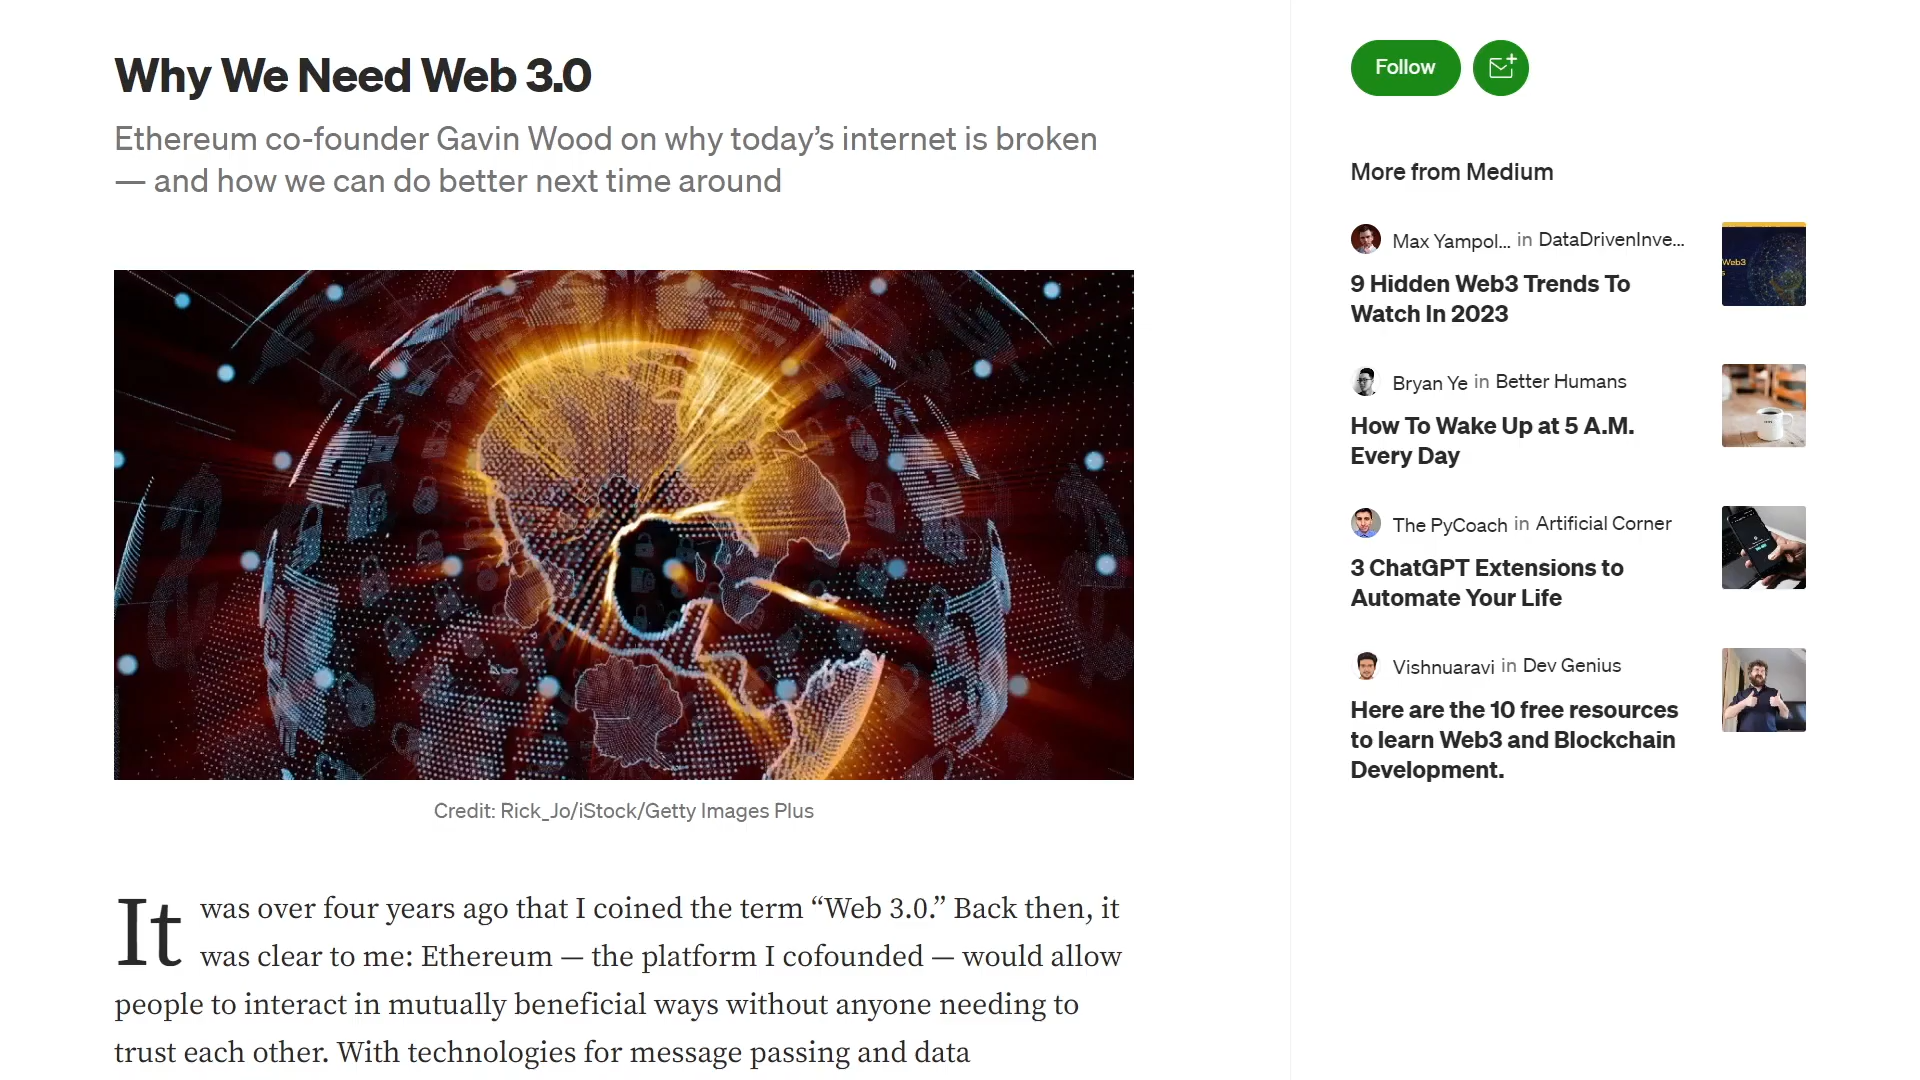 Why We Need Web 3.0
Ethereum co-founder Gavin Wood on why today’s internet is broken
— and how we can do better next time around
Credit: Rick_Jo/iStock/Getty Images Plus
It was over four years ago that I coined the term “Web 3.0.” Back then, it
was clear to me: Ethereum — the platform I cofounded — would allow
people to interact in mutually beneficial ways without anyone needing to
trust each other. With technologies for message passing and data
Follow
More from Medium
Max Yampol... in DataDrivenInve...
9 Hidden Web3 Trends To
Watch In 2023
Web3
Bryan Ye in Better Humans
How To Wake Up at 5 A.M.
Every Day
The PyCoach in Artificial Corner
3 ChatGPT Extensions to
Automate Your Life
Vishnuaravi in Dev Genius
Here are the 10 free resources
to learn Web3 and Blockchain
Development.